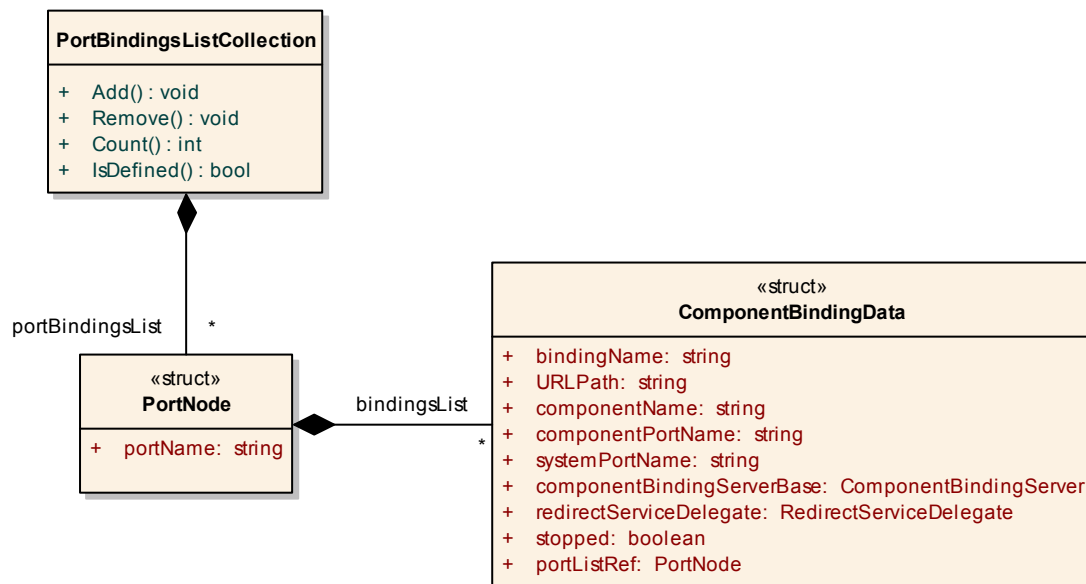 PortBindingsListCollection
+ Add() : void
+ Remove() : void
+ Count() : int
+ IsDefined() : bool
portBindingsList *
«struct»
PortNode
+ portName: string
bindingsList
*
«struct»
ComponentBindingData
+ bindingName: string
+ URLPath: string
+ componentName: string
+ componentPortName: string
+ systemPortName: string
+ componentBindingServerBase: ComponentBindingServer
+ redirectServiceDelegate: RedirectServiceDelegate
+ stopped: boolean
+ portListRef: PortNode